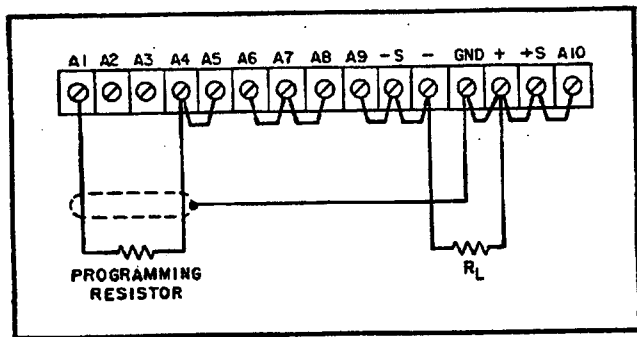 A1 A2 A3 A4 A5 A6 A7 A8 A9 -S - GND + +S A10
PROGRAMMING
RESISTOR
RL